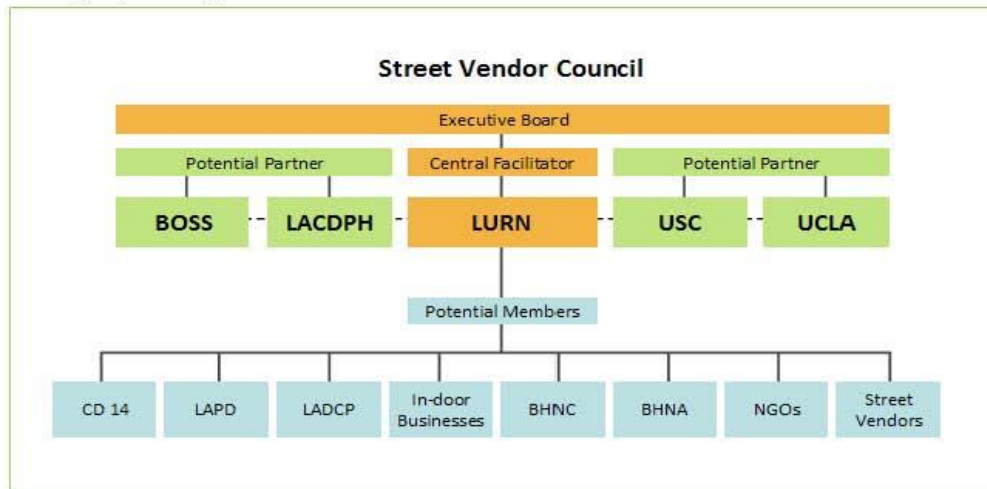 Street Vendor Council
Executive Board
Potential Partner
Central Facilitator
Potential Partner
BOSS
LACDPH
LURN
USC
UCLA
Potential Members
CD 14
LAPD
LADCP
In-door
Businesses
BHNC
BHNA
NGOs
Street
Vendors